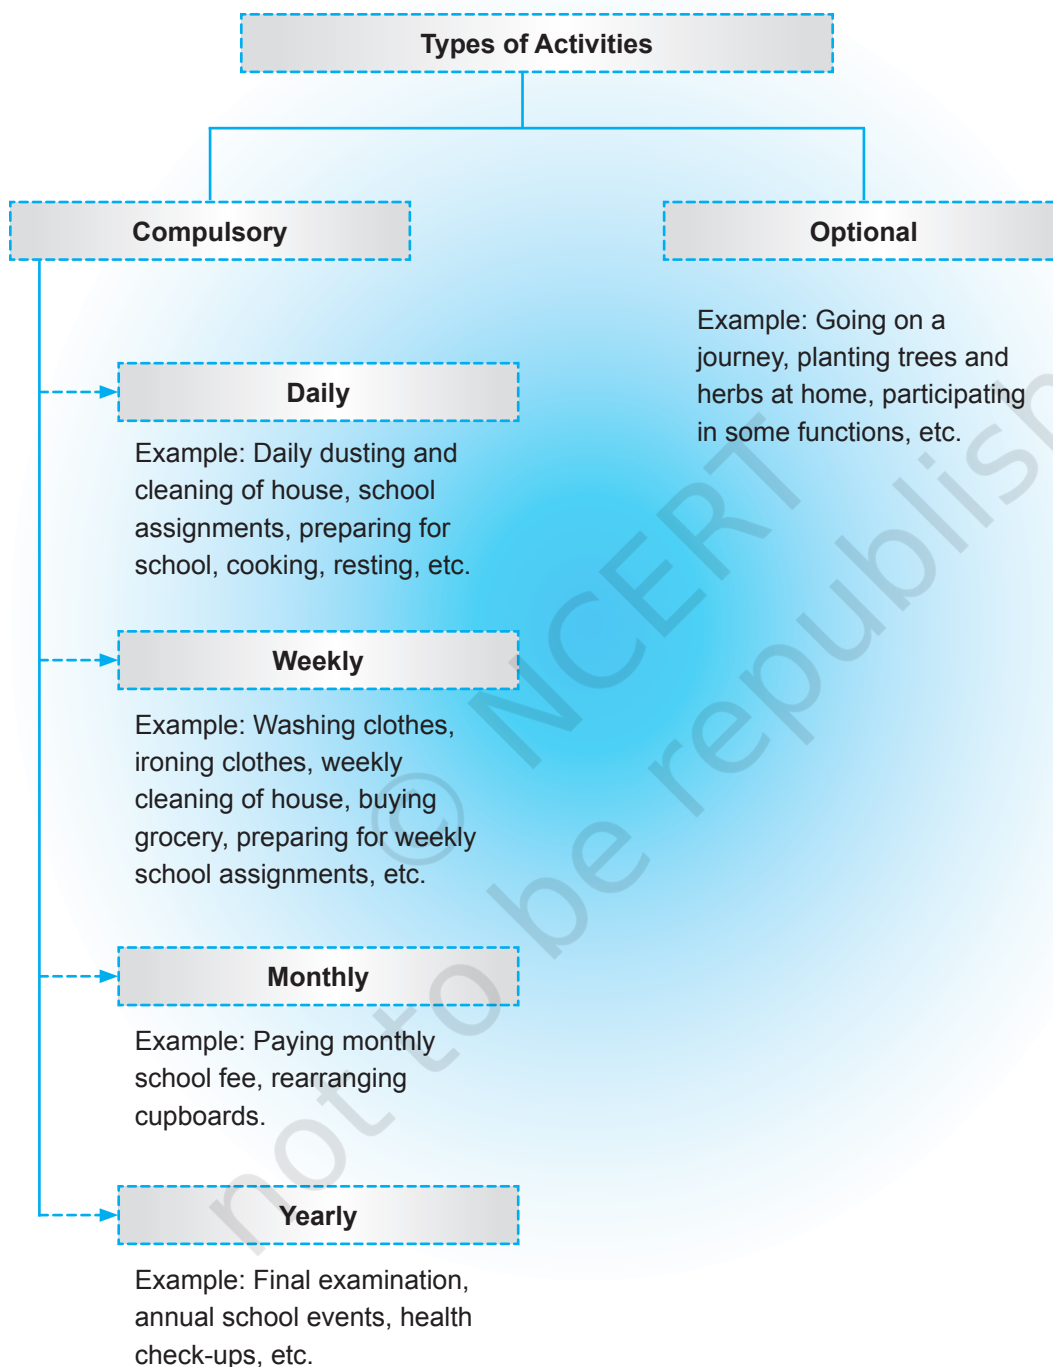 Types of Activities
Compulsory
Optional
Example: Going on a
journey, planting trees and
herbs at home, participating
in some functions, etc.
Daily
Example: Daily dusting and
cleaning of house, school
assignments, preparing for
school, cooking, resting, etc.
Weekly
Example: Washing clothes,
ironing clothes, weekly
cleaning of house, buying
grocery, preparing for weekly
school assignments, etc.
Monthly
Example: Paying monthly
school fee, rearranging
cupboards.
Yearly
Example: Final examination,
annual school events, health
check-ups, etc.
© NCERT
not to be republish